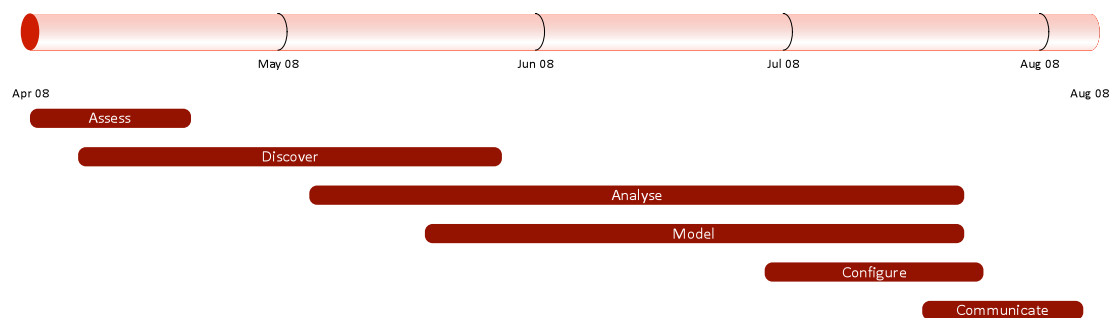 May 08
Jun 08
Jul 08
Aug 08
Apr 08
Aug 08
Assess
Discover
Analyse
Model
Configure
Communicate